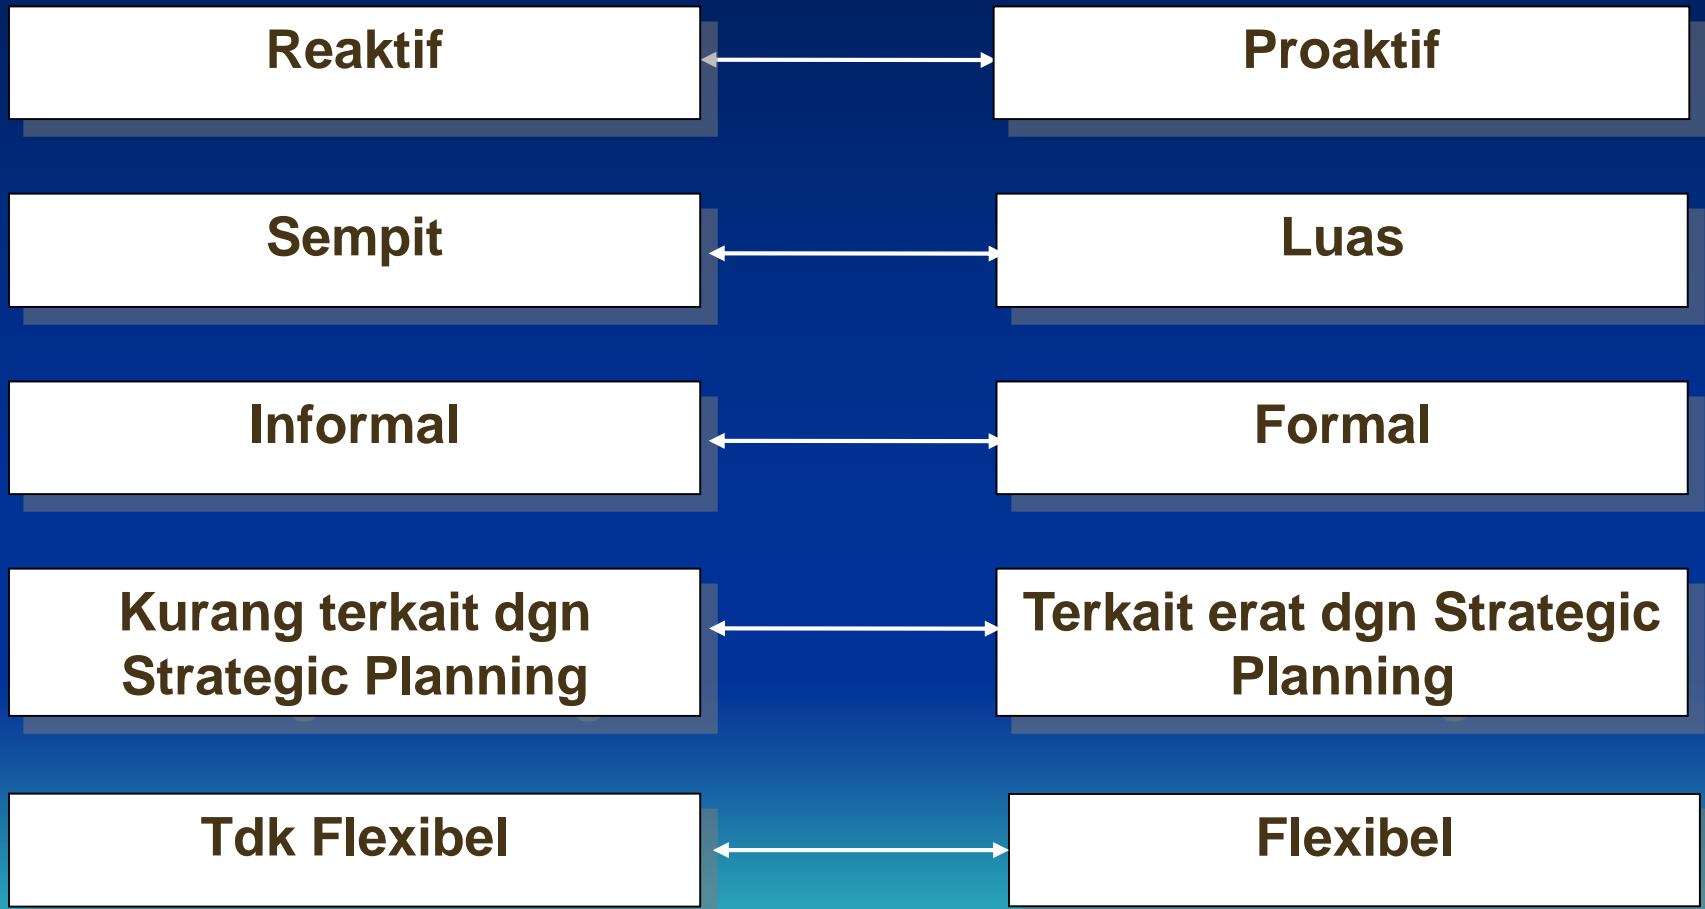 Reaktif
Proaktif
Sempit
Luas
Informal
Formal
Kurang terkait dgn
Strategic Planning
Terkait erat dgn Strategic
Planning
Tdk Flexibel
Flexibel